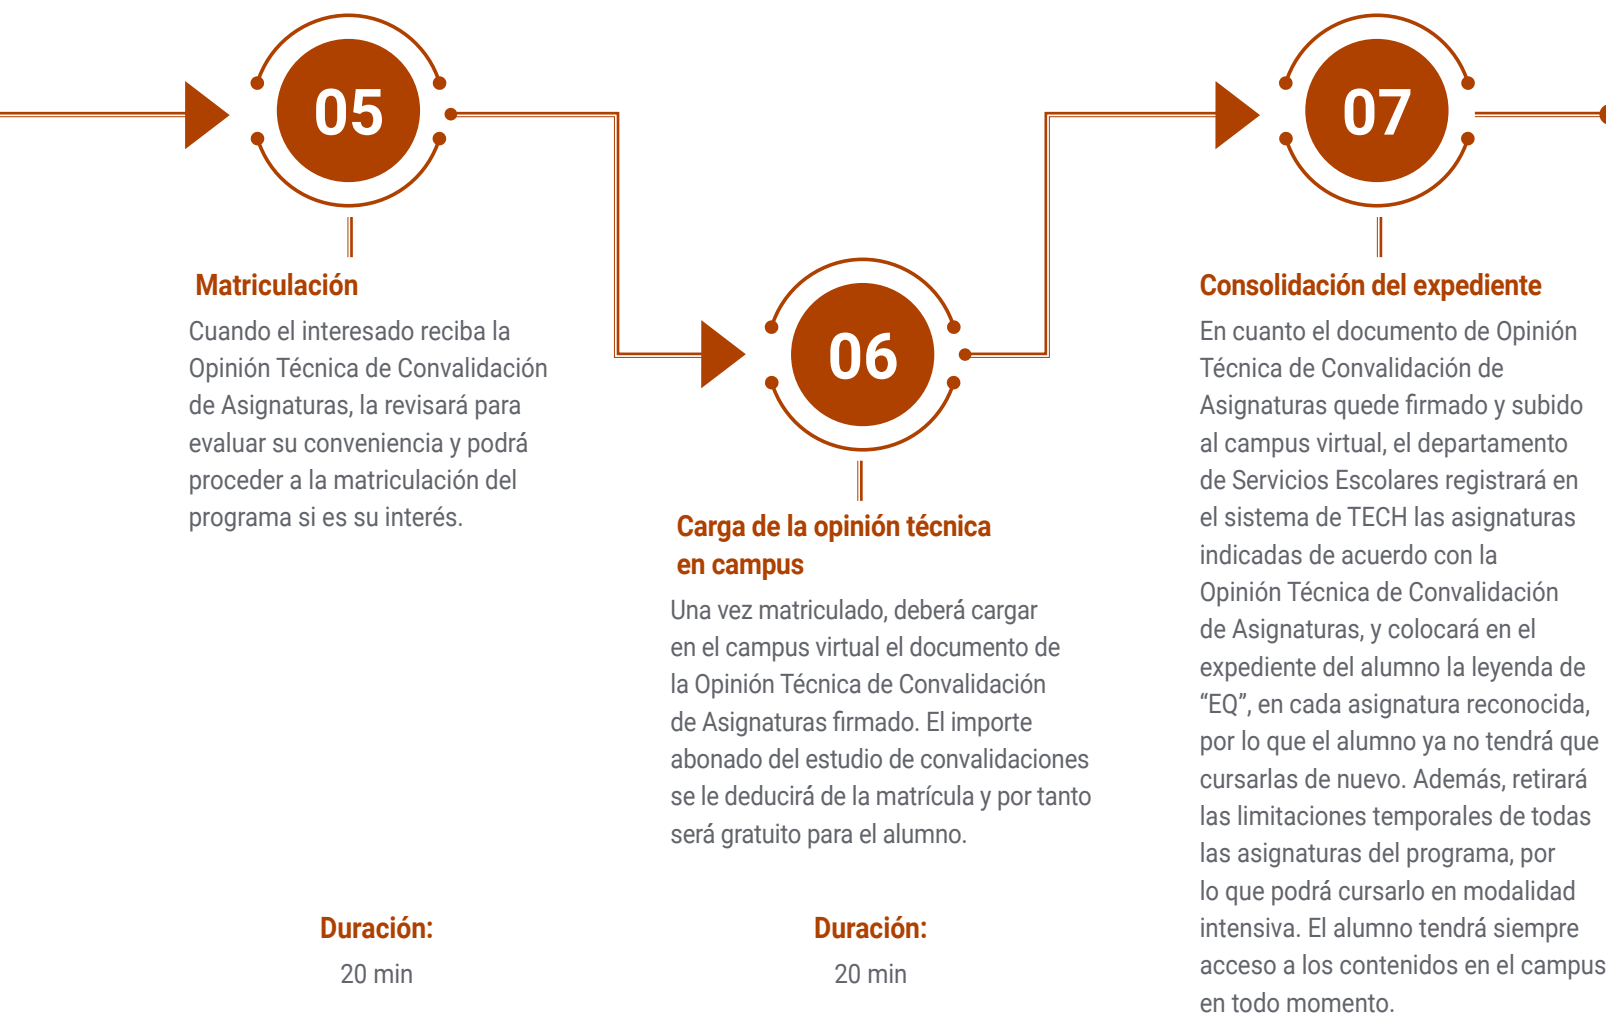 05
Matriculación
Cuando el interesado reciba la
Opinión Técnica de Convalidación
de Asignaturas, la revisará para
evaluar su conveniencia y podrá
proceder a la matriculación del
programa si es su interés.
Duración:
20 min
06
Carga de la opinión técnica
en campus
Una vez matriculado, deberá cargar
en el campus virtual el documento de
la Opinión Técnica de Convalidación
de Asignaturas firmado. El importe
abonado del estudio de convalidaciones
se le deducirá de la matrícula y por tanto
será gratuito para el alumno.
Duración:
20 min
07
Consolidación del expediente
En cuanto el documento de Opinión
Técnica de Convalidación de
Asignaturas quede firmado y subido
al campus virtual, el departamento
de Servicios Escolares registrará en
el sistema de TECH las asignaturas
indicadas de acuerdo con la
Opinión Técnica de Convalidación
de Asignaturas, y colocará en el
expediente del alumno la leyenda de
“EQ”, en cada asignatura reconocida,
por lo que el alumno ya no tendrá que
cursarlas de nuevo. Además, retirará
las limitaciones temporales de todas
las asignaturas del programa, por
lo que podrá cursarlo en modalidad
intensiva. El alumno tendrá siempre
acceso a los contenidos en el campus
en todo momento.